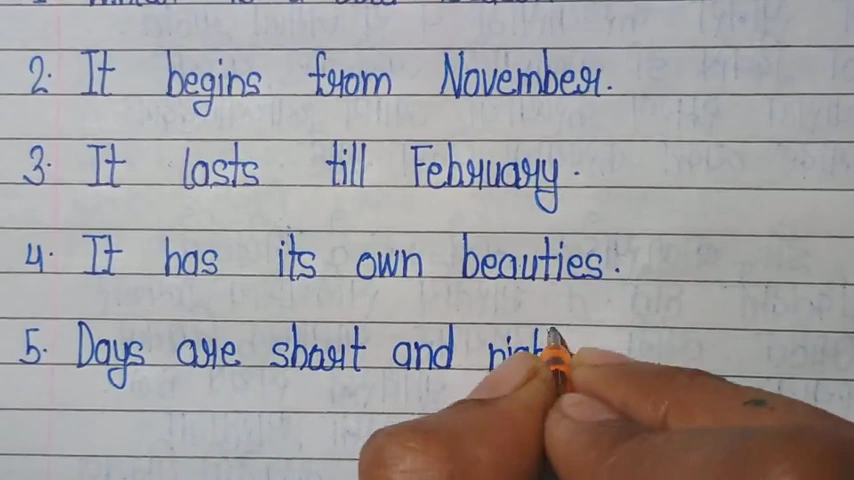 2. It begins from November.
3. It lasts till February.
4. It has its own beauties.
5. Days are short and